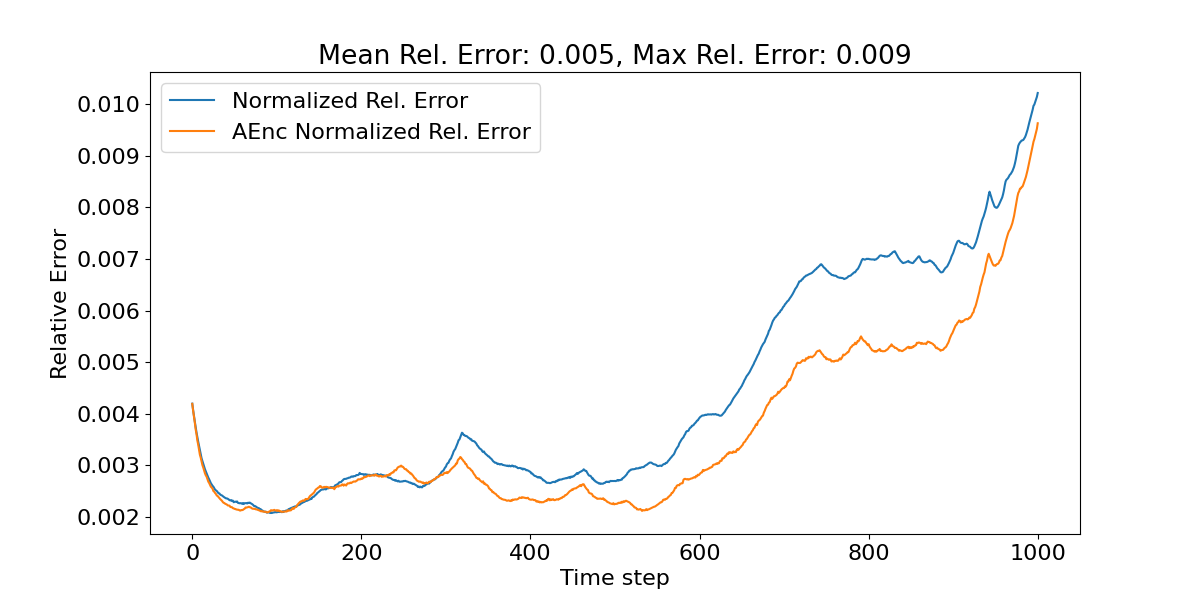 Mean Rel. Error: 0.005, Max Rel. Error: 0.009
Normalized Rel. Error
AEnc Normalized Rel. Error
0.010
0.009
0.008
0.007
0.006
0.005
0.004
0.003
0.002
Relative Error
0 200 400 600 800 1000
Time step